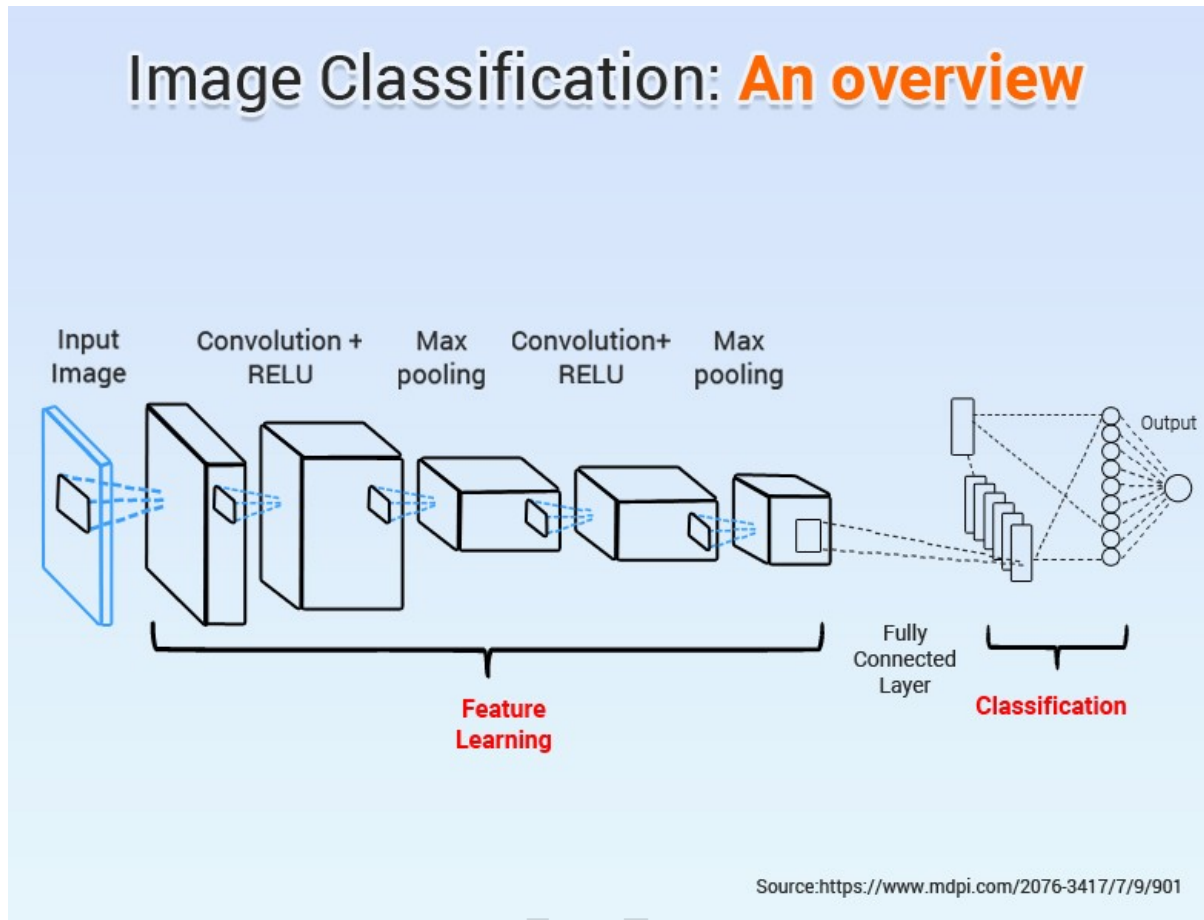 Image Classification: An overview
Input
Image
Convolution +
RELU
Max
pooling
Convolution+
RELU
Max
pooling
Output
Fully
Connected
Layer
Feature
Learning
Classification
Source:https://www.mdpi.com/2076-3417/7/9/901